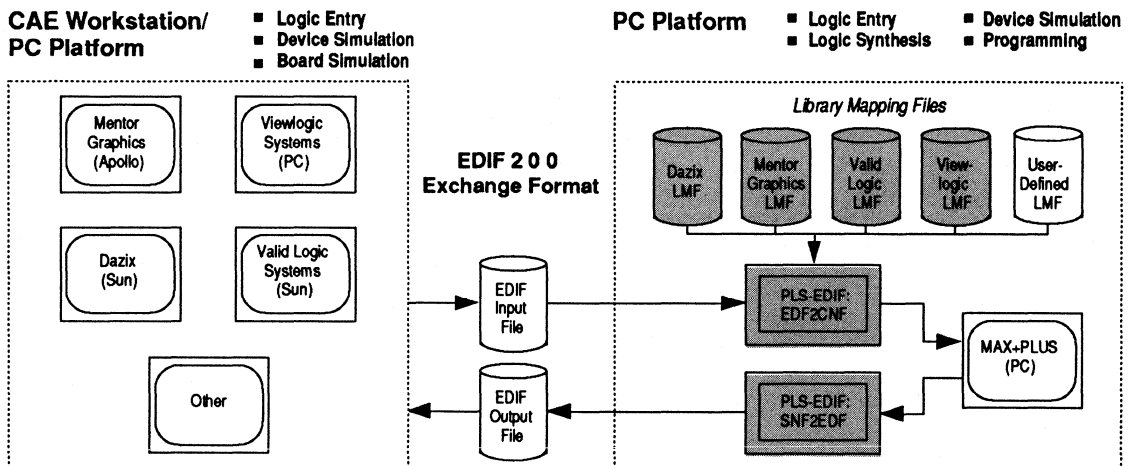 CAE Workstation/
PC Platform
■ Logic Entry
■ Device Simulation
■ Board Simulation
PC Platform
■ Logic Entry
■ Logic Synthesis
■ Device Simulation
■ Programming
Mentor
Graphics
(Apollo)
Viewlogic
Systems
(PC)
Dazix
(Sun)
Valid Logic
Systems
(Sun)
Other
EDIF 2 0 0
Exchange Format
EDIF
Input
File
EDIF
Output
File
Library Mapping Files
Dazix
LMF
Mentor
Graphics
LMF
Valid
Logic
LMF
View-
logic
LMF
User-
Defined
LMF
PLS-EDIF:
EDF2CNF
MAX+PLUS
(PC)
PLS-EDIF:
SNF2EDF